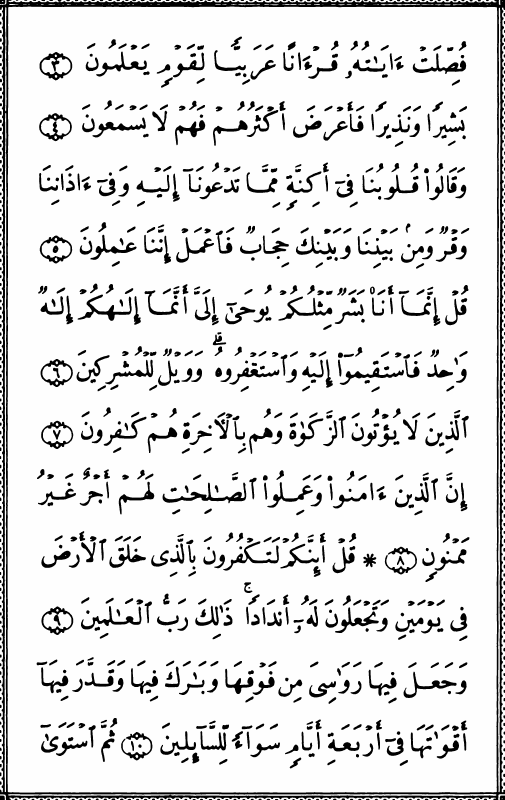 فُصِّلَتْ ءَايَٰتُهُۥ قُرْءَانًا عَرَبِيًّا لِّقَوْمٍ يَعْلَمُونَ ٣
بَشِيرًا وَنَذِيرًا فَأَعْرَضَ أَكْثَرُهُمْ فَهُمْ لَا يَسْمَعُونَ ٤
وَقَالُوا۟ قُلُوبُنَا فِىٓ أَكِنَّةٍ مِّمَّا تَدْعُونَآ إِلَيْهِ وَفِىٓ ءَاذَانِنَا
وَقْرٌ وَمِنۢ بَيْنِنَا وَبَيْنِكَ حِجَابٌ فَٱعْمَلْ إِنَّنَا عَٰمِلُونَ ٥
قُلْ إِنَّمَآ أَنَا۠ بَشَرٌ مِّثْلُكُمْ يُوحَىٰٓ إِلَىَّ أَنَّمَآ إِلَٰهُكُمْ إِلَٰهٌ
وَٰحِدٌ فَٱسْتَقِيمُوٓا۟ إِلَيْهِ وَٱسْتَغْفِرُوهُ ۗ وَوَيْلٌ لِّلْمُشْرِكِينَ ٦
ٱلَّذِينَ لَا يُؤْتُونَ ٱلزَّكَوٰةَ وَهُم بِٱلْءَاخِرَةِ هُمْ كَٰفِرُونَ ٧
إِنَّ ٱلَّذِينَ ءَامَنُوا۟ وَعَمِلُوا۟ ٱلصَّٰلِحَٰتِ لَهُمْ أَجْرٌ غَيْرُ
مَمْنُونٍ ٨ * قُلْ أَئِنَّكُمْ لَتَكْفُرُونَ بِٱلَّذِى خَلَقَ ٱلْأَرْضَ
فِى يَوْمَيْنِ وَتَجْعَلُونَ لَهُۥٓ أَندَادًا ۚ ذَٰلِكَ رَبُّ ٱلْعَٰلَمِينَ ٩
وَجَعَلَ فِيهَا رَوَٰسِىَ مِن فَوْقِهَا وَبَٰرَكَ فِيهَا وَقَدَّرَ فِيهَآ
أَقْوَٰتَهَا فِىٓ أَرْبَعَةِ أَيَّامٍ سَوَآءً لِّلسَّآئِلِينَ ١٠ ثُمَّ ٱسْتَوَىٰٓ